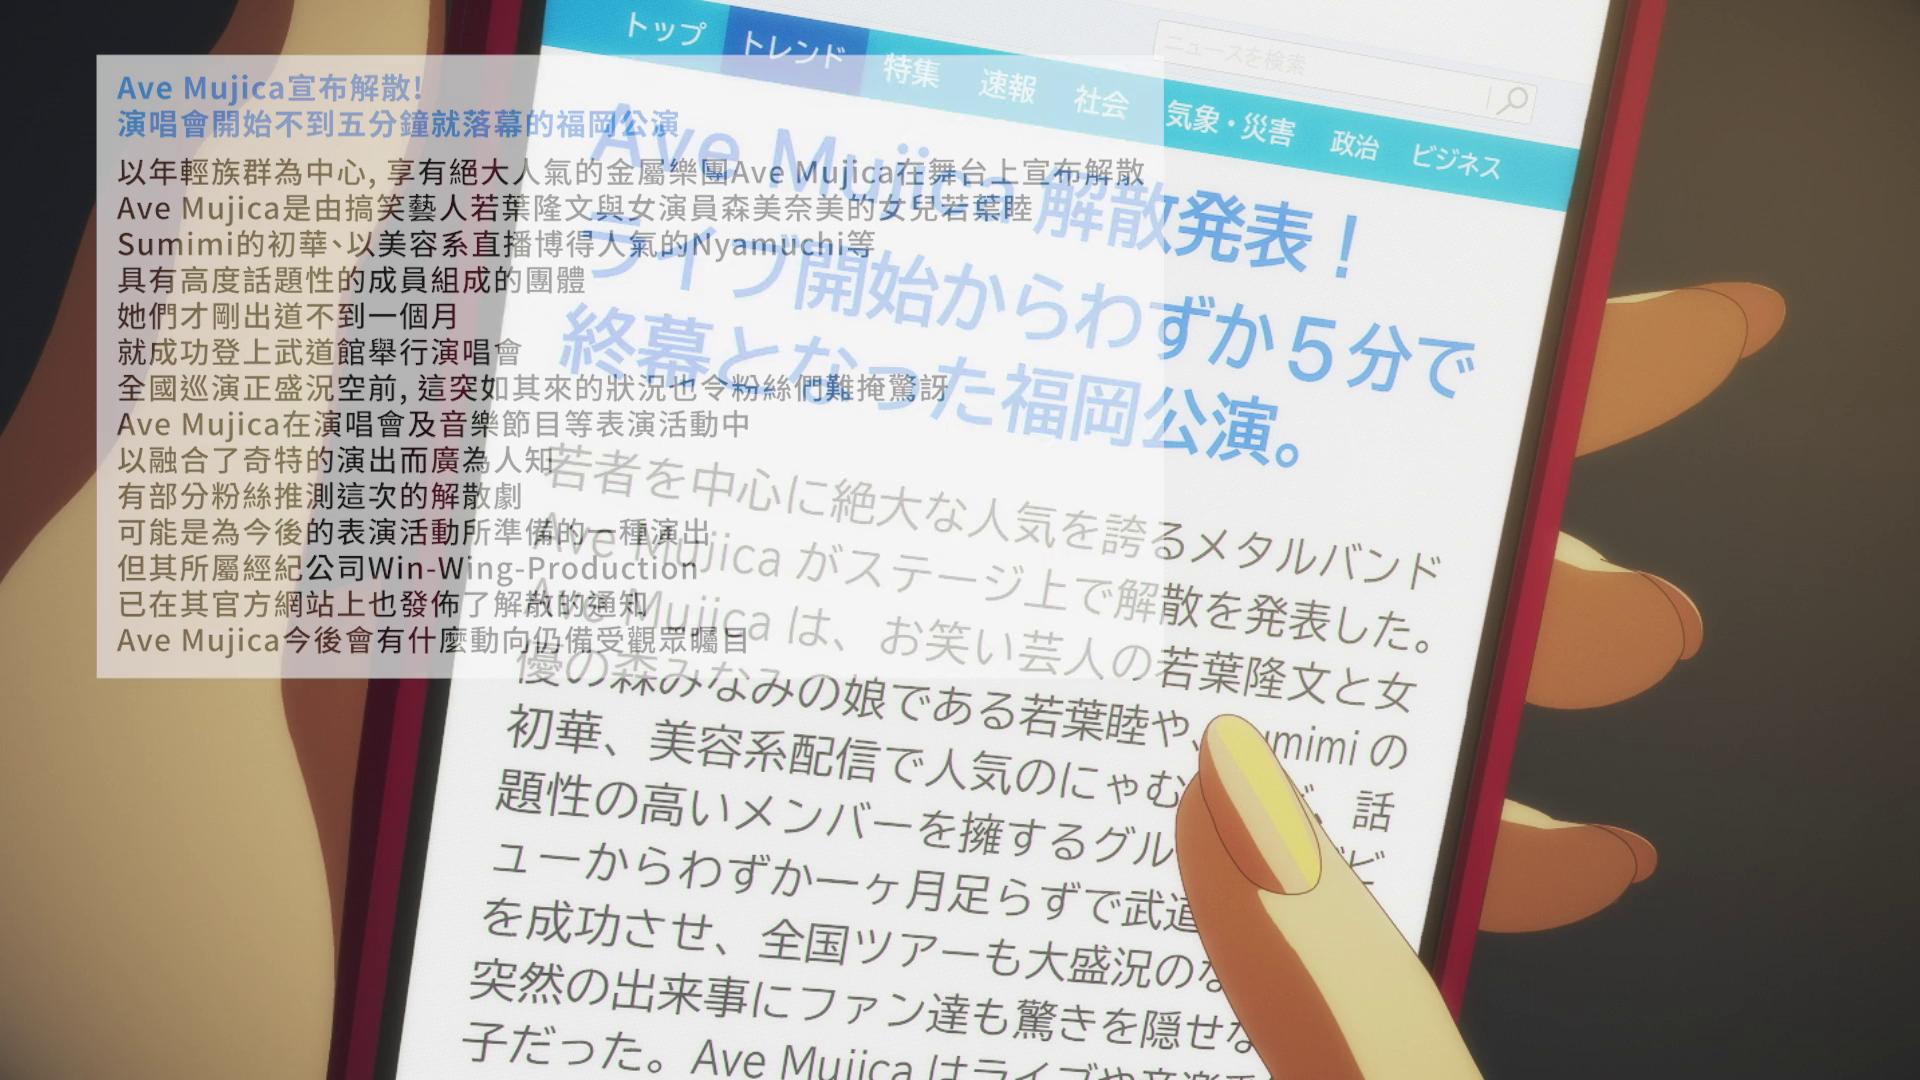 Ave Mujica宣布解散!
演唱會開始不到五分鐘就落幕的福岡公演
以年輕族群為中心, 享有絕大人氣的金屬樂團Ave Mujica在舞台上宣布解散
Ave Mujica是由搞笑藝人若葉隆文與女演員森美奈美的女兒若葉睦
Sumimi的初華、以美容系直播博得人氣的Nyamuchi等
具有高度話題性的成員組成的團體
她們才剛出道不到一個月
就成功登上武道館舉行演唱會
全國巡演正盛況空前, 這突如其來的狀況也令粉絲們難掩驚訝
Ave Mujica在演唱會及音樂節目等表演活動中
以融合了奇特的演出而廣為人知
有部分粉絲推測這次的解散劇
可能是為今後的表演活動所準備的一種演出
但其所屬經紀公司Win-Wing-Production
已在其官方網站上也發佈了解散的通知
Ave Mujica今後會有什麼動向仍備受觀眾矚目
トップ トレンド 特集 速報 社会 気象・災害 政治 ビジネス
ニュースを検索
Ave Mujica 解散発表！
ライブ開始からわずか５分で
終幕となった福岡公演。
若者を中心に絶大な人気を誇るメタルバンド
Ave Mujica がステージ上で解散を発表した。
Ave Mujica は、お笑い芸人の若葉隆文と女
優の森みなみの娘である若葉睦や、umimi の
初華、美容系配信で人気のにゃむ 、話
題性の高いメンバーを擁するグル ビ
ューからわずか一ヶ月足らずで武道
を成功させ、全国ツアーも大盛況のな
突然の出来事にファン達も驚きを隠せな
子だった。Ave Mujica はライブや音楽